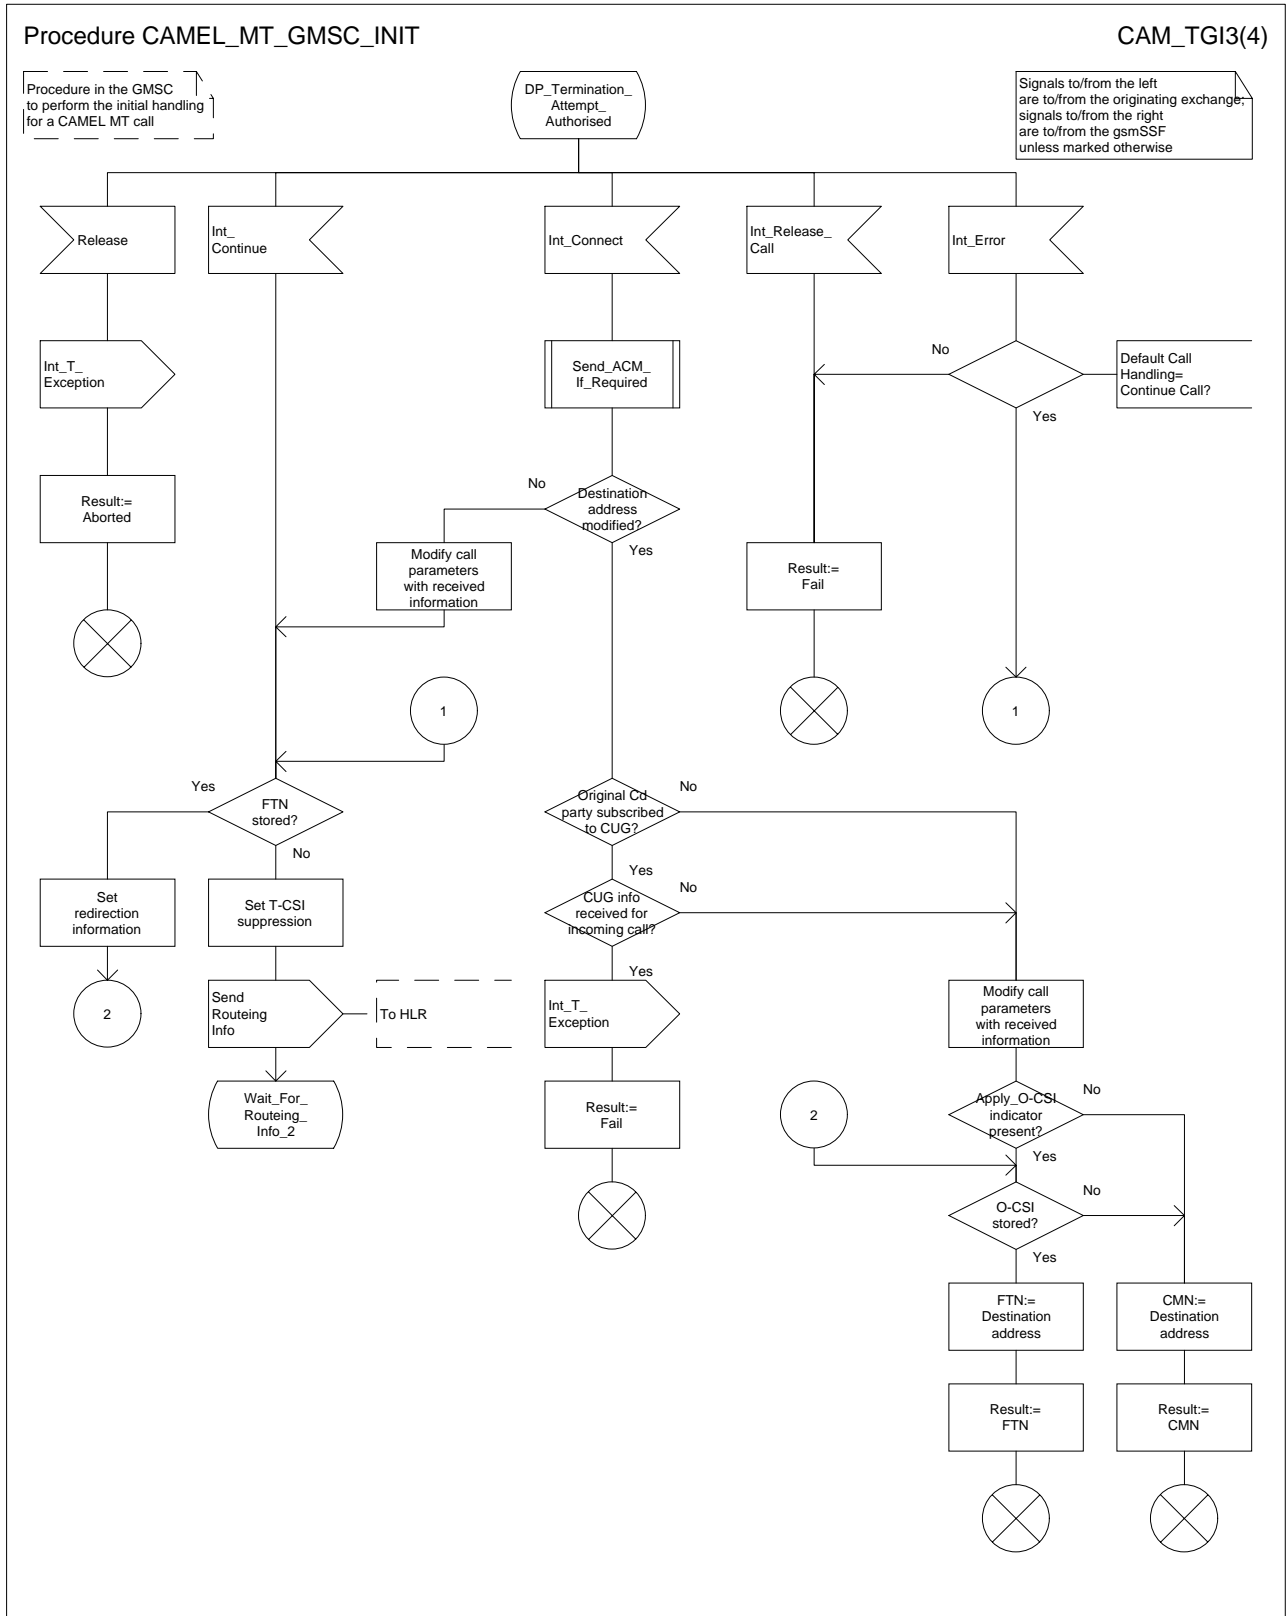 Procedure CAMEL_MT_GMSC_INIT
CAM_TGI3(4)
Procedure in the GMSC
to perform the initial handling
for a CAMEL MT call
DP_Termination_
Attempt_
Authorised
Signals to/from the left
are to/from the originating exchange;
signals to/from the right
are to/from the gsmSSF
unless marked otherwise
Release
Int_
Continue
Int_Connect
Int_Release_
Call
Int_Error
Int_T_
Exception
Send_ACM_
If_Required
No
Default Call
Handling=
Continue Call?
Yes
Result:=
Aborted
No
Destination
address
modified?
Yes
Modify call
parameters
with received
information
Result:=
Fail
1
1
Yes
FTN
stored?
No
Original Cd
party subscribed
to CUG?
No
Yes
Set
redirection
information
Set T-CSI
suppression
CUG info
received for
incoming call?
No
Yes
2
Send
Routeing
Info
To HLR
Int_T_
Exception
Modify call
parameters
with received
information
Wait_For_
Routeing_
Info_2
Result:=
Fail
2
Apply_O-CSI
indicator
present?
No
Yes
O-CSI
stored?
No
Yes
FTN:=
Destination
address
CMN:=
Destination
address
Result:=
FTN
Result:=
CMN